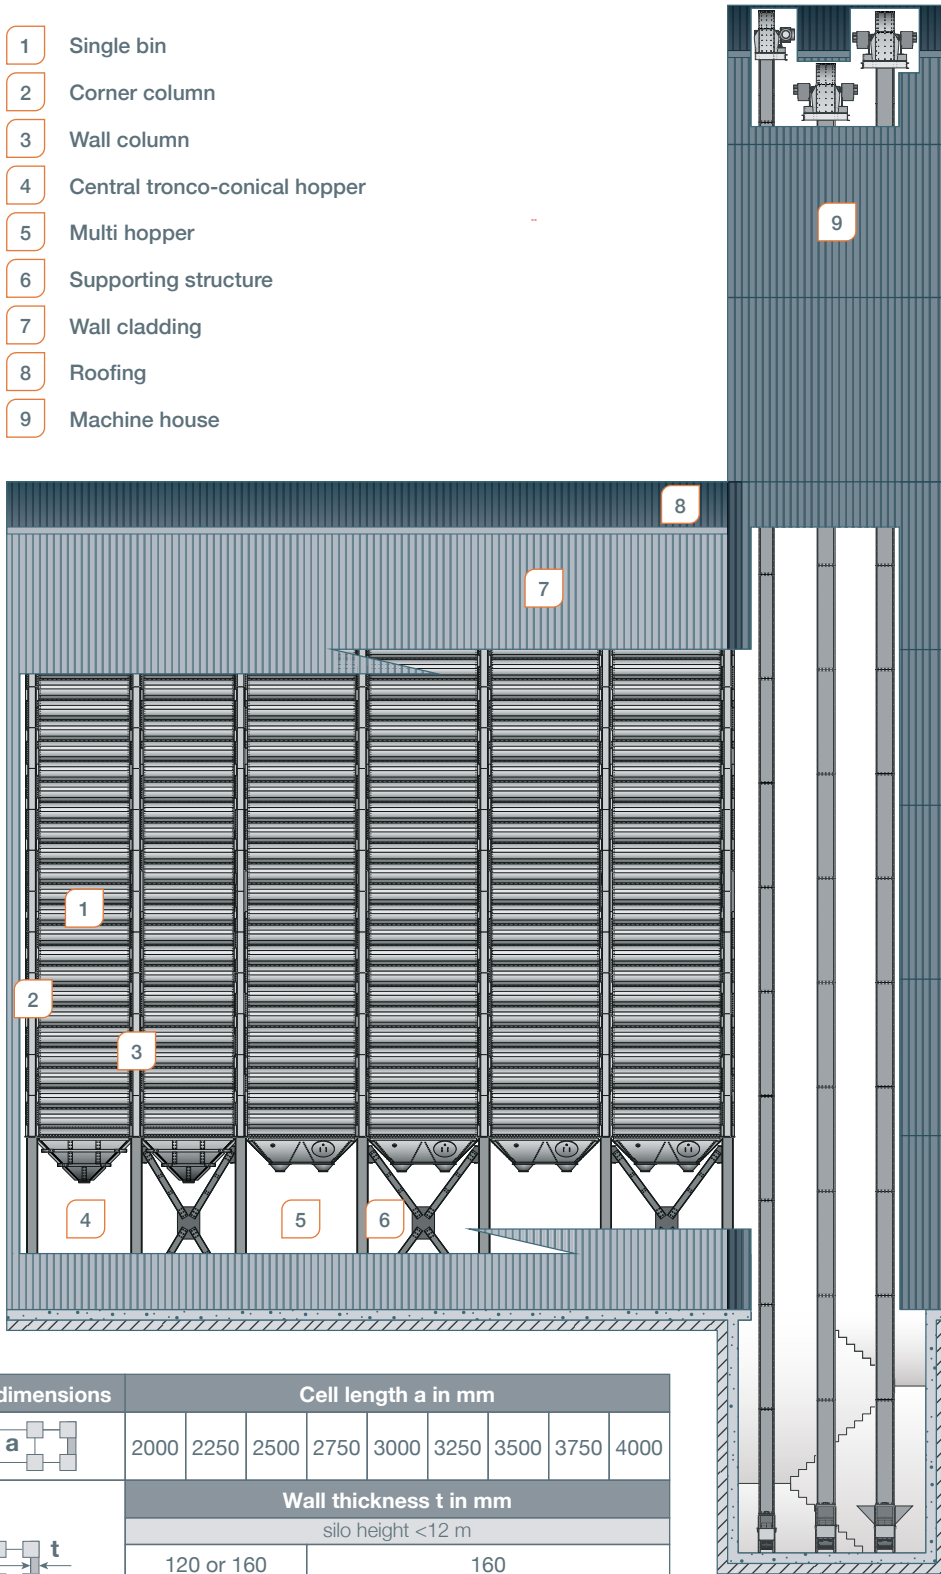 1 Single bin
2 Corner column
3 Wall column
4 Central tronco-conical hopper
5 Multi hopper
6 Supporting structure
7 Wall cladding
8 Roofing
9 Machine house
9
8
7
1
2
3
4 5 6
dimensions Cell length a in mm
a 2000 2250 2500 2750 3000 3250 3500 3750 4000
Wall thickness t in mm
silo height <12 m
t
120 or 160 160